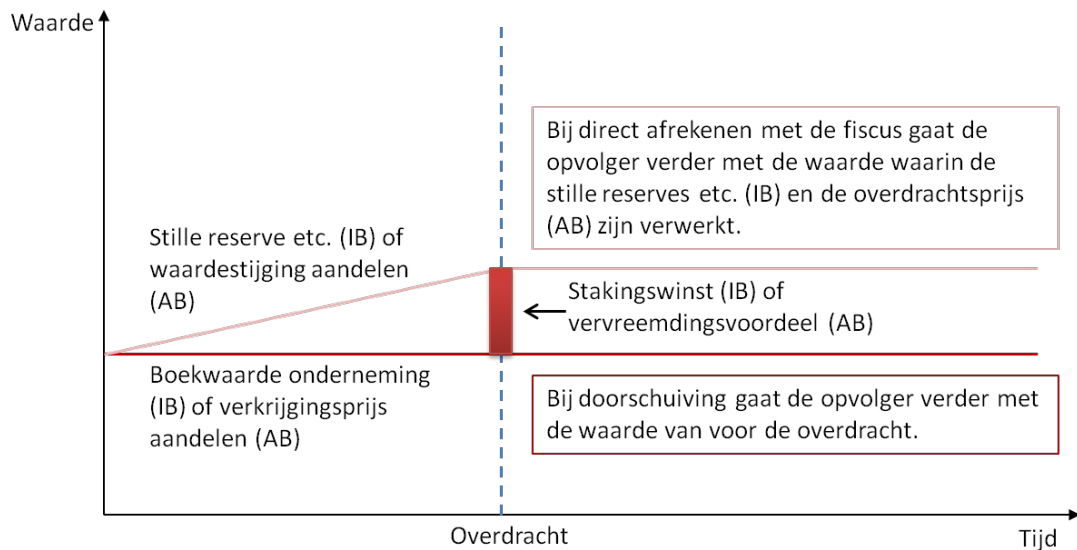 Waarde
Bij direct afrekenen met de fiscus gaat de
opvolger verder met de waarde waarin de
stille reserves etc. (IB) en de overdrachtsprijs
(AB) zijn verwerkt.
Stille reserve etc. (IB) of
waardestijging aandelen
(AB)
Stakingswinst (IB) of
vervreemdingsvoordeel (AB)
Boekwaarde onderneming
(IB) of verkrijgingsprijs
aandelen (AB)
Bij doorschuiving gaat de opvolger verder met
de waarde van voor de overdracht.
Overdracht
Tijd